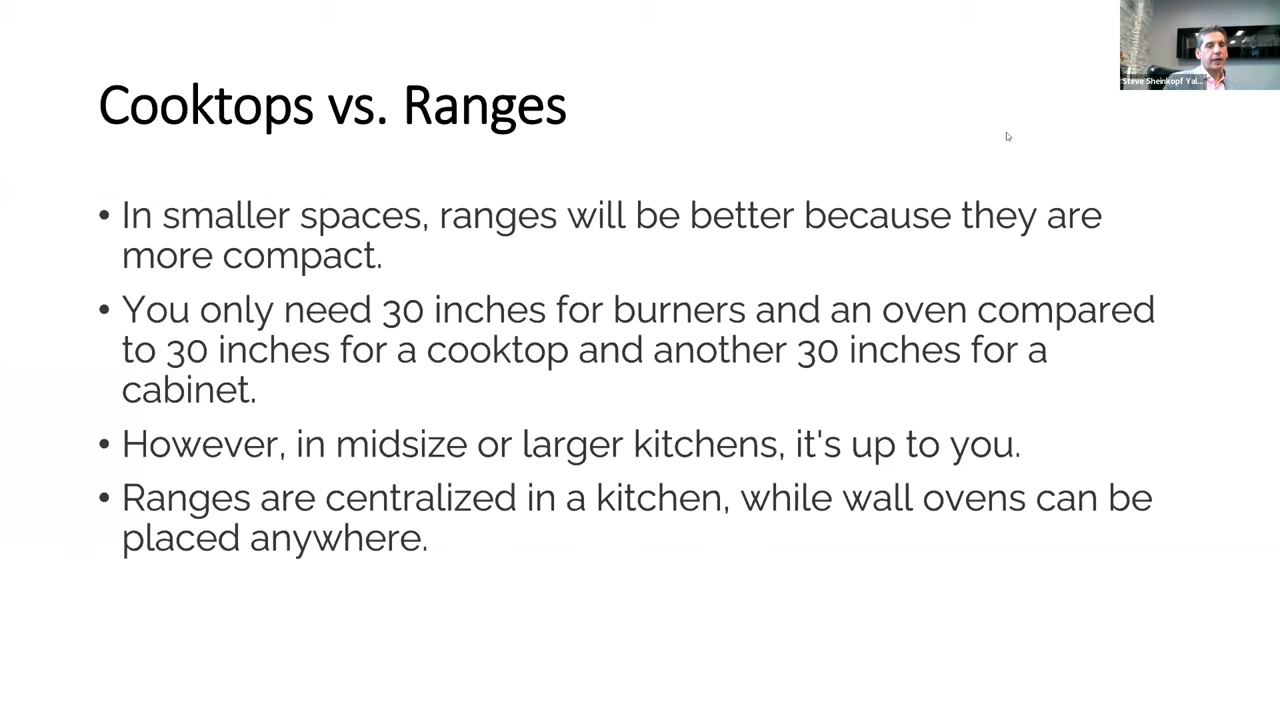 Steve Sheinkopf Yal...
Cooktops vs. Ranges
• In smaller spaces, ranges will be better because they are
more compact.
• You only need 30 inches for burners and an oven compared
to 30 inches for a cooktop and another 30 inches for a
cabinet.
• However, in midsize or larger kitchens, it's up to you.
• Ranges are centralized in a kitchen, while wall ovens can be
placed anywhere.